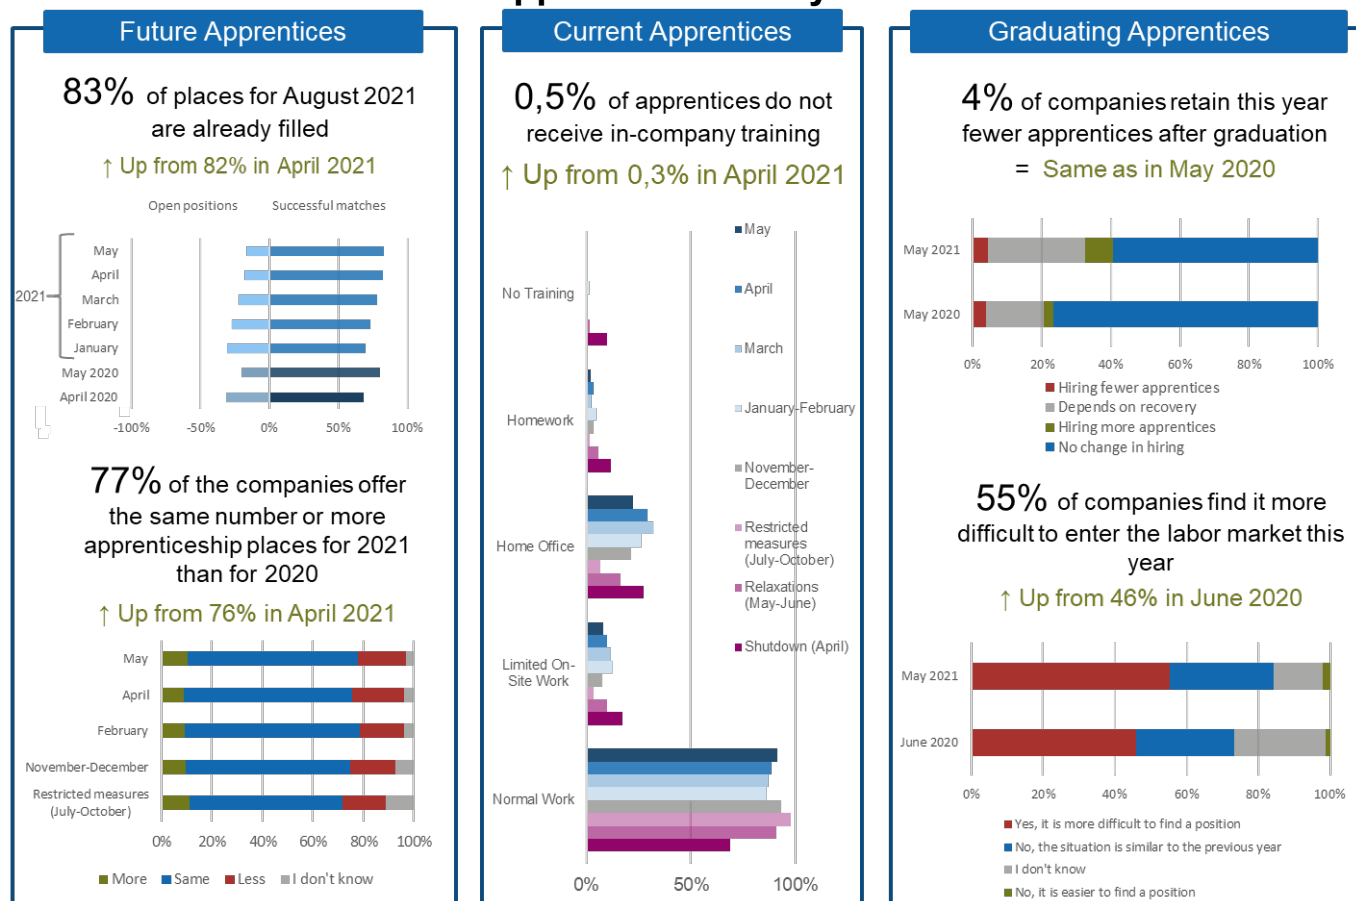 Future Apprentices
83% of places for August 2021
are already filled
↑ Up from 82% in April 2021
Open positions Successful matches
2021
May
April
March
February
January
May 2020
April 2020
-100% -50% 0% 50% 100%
77% of the companies offer
the same number or more
apprenticeship places for 2021
than for 2020
↑ Up from 76% in April 2021
May
April
February
November-December
Restricted measures
(July-October)
0% 20% 40% 60% 80% 100%
More Same Less I don't know
Current Apprentices
0,5% of apprentices do not
receive in-company training
↑ Up from 0,3% in April 2021
No Training
Homework
Home Office
Limited On-
Site Work
Normal Work
0% 50% 100%
May
April
March
January-February
November-
December
Restricted
measures
(July-October)
Relaxations
(May-June)
Shutdown (April)
Graduating Apprentices
4% of companies retain this year
fewer apprentices after graduation
= Same as in May 2020
May 2021
May 2020
0% 20% 40% 60% 80% 100%
Hiring fewer apprentices
Depends on recovery
Hiring more apprentices
No change in hiring
55% of companies find it more
difficult to enter the labor market this
year
↑ Up from 46% in June 2020
May 2021
June 2020
0% 20% 40% 60% 80% 100%
Yes, it is more difficult to find a position
No, the situation is similar to the previous year
I don't know
No, it is easier to find a position